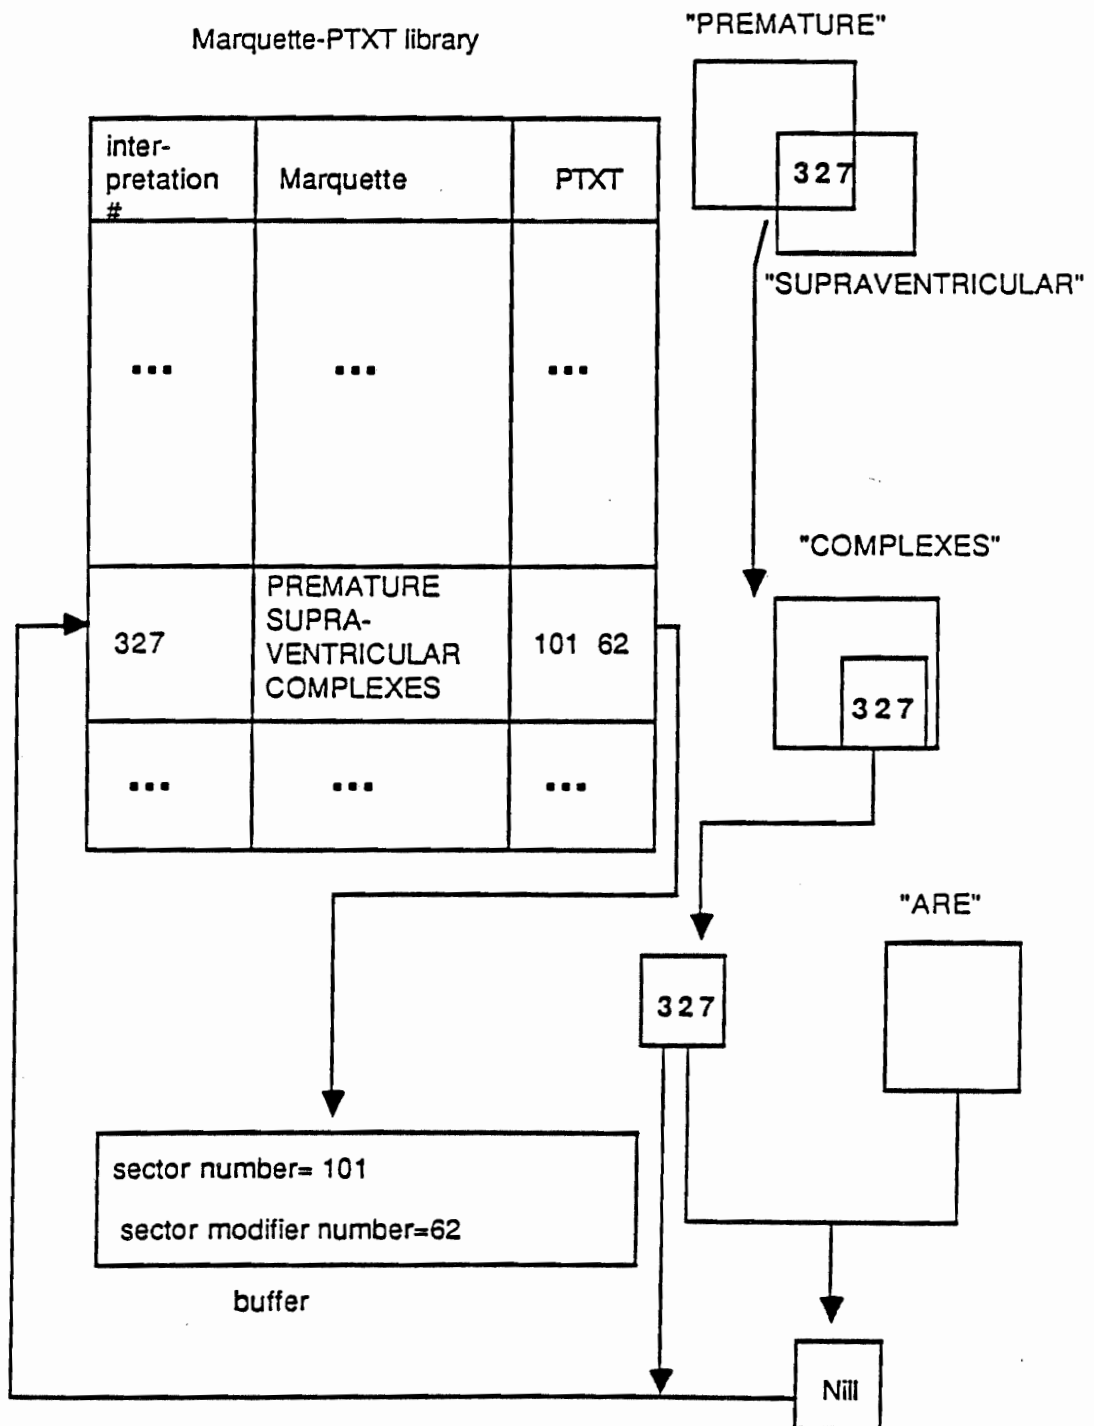 Marquette-PTXT library
inter-
pretation
#
Marquette
PTXT
... ... ...
327
PREMATURE
SUPRA-
VENTRICULAR
COMPLEXES
101 62
... ... ...
sector number= 101
sector modifier number=62
buffer
"PREMATURE"
327
"SUPRAVENTRICULAR"
"COMPLEXES"
327
"ARE"
327
Nill